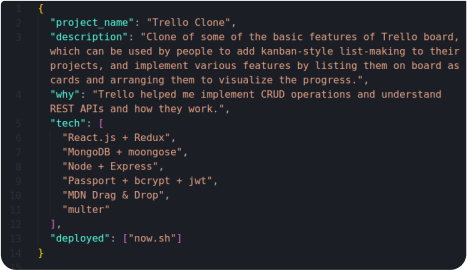 1 {
2 "project_name": "Trello Clone",
3 "description": "Clone of some of the basic features of Trello board,
which can be used by people to add kanban-style list-making to their
projects, and implement various features by listing them on board as
cards and arranging them to visualize the progress.",
4 "why": "Trello helped me implement CRUD operations and understand
REST APIs and how they work.",
5 "tech": [
6 "React.js + Redux",
7 "MongoDB + moongose",
8 "Node + Express",
9 "Passport + bcrypt + jwt",
10 "MDN Drag & Drop",
11 "multer"
12 ],
13 "deployed": ["now.sh"]
14 }